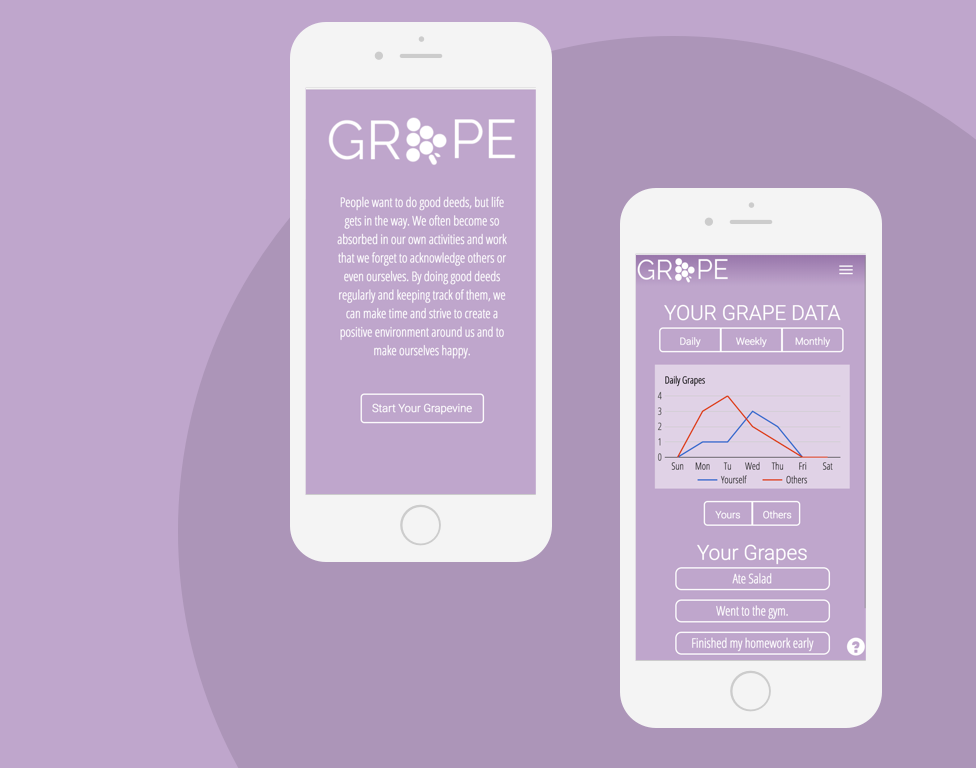 GRAPE
People want to do good deeds, but life
gets in the way. We often become so
absorbed in our own activities and work
that we forget to acknowledge others or
even ourselves. By doing good deeds
regularly and keeping track of them, we
can make time and strive to create a
positive environment around us and to
make ourselves happy.
Start Your Grapevine
GRAPE
YOUR GRAPE DATA
Daily Weekly Monthly
Daily Grapes
4
3
2
1
0
Sun Mon Tu Wed Thu Fri Sat
Yourself Others
Yours Others
Your Grapes
Ate Salad
Went to the gym.
Finished my homework early
?